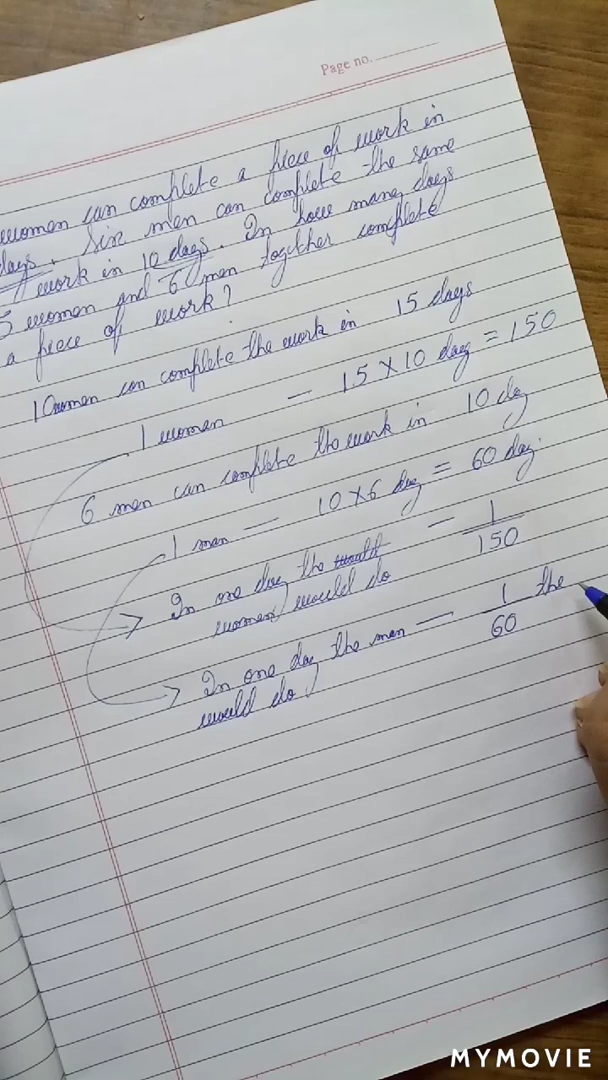 Page no.
women can complete a piece of work in
days. Six men can complete the same
work in 10 days. In how many days
5 women and 6 men together complete
a piece of work?
10 women can complete the work in 15 days
1 women — 15 × 10 day = 150
6 men can complete the work in 10 day
1 man — 10 × 6 day = 60 day.
In one day the would — 1/150
women would do
In one day the men — 1/60 the
would do
MYMOVIE